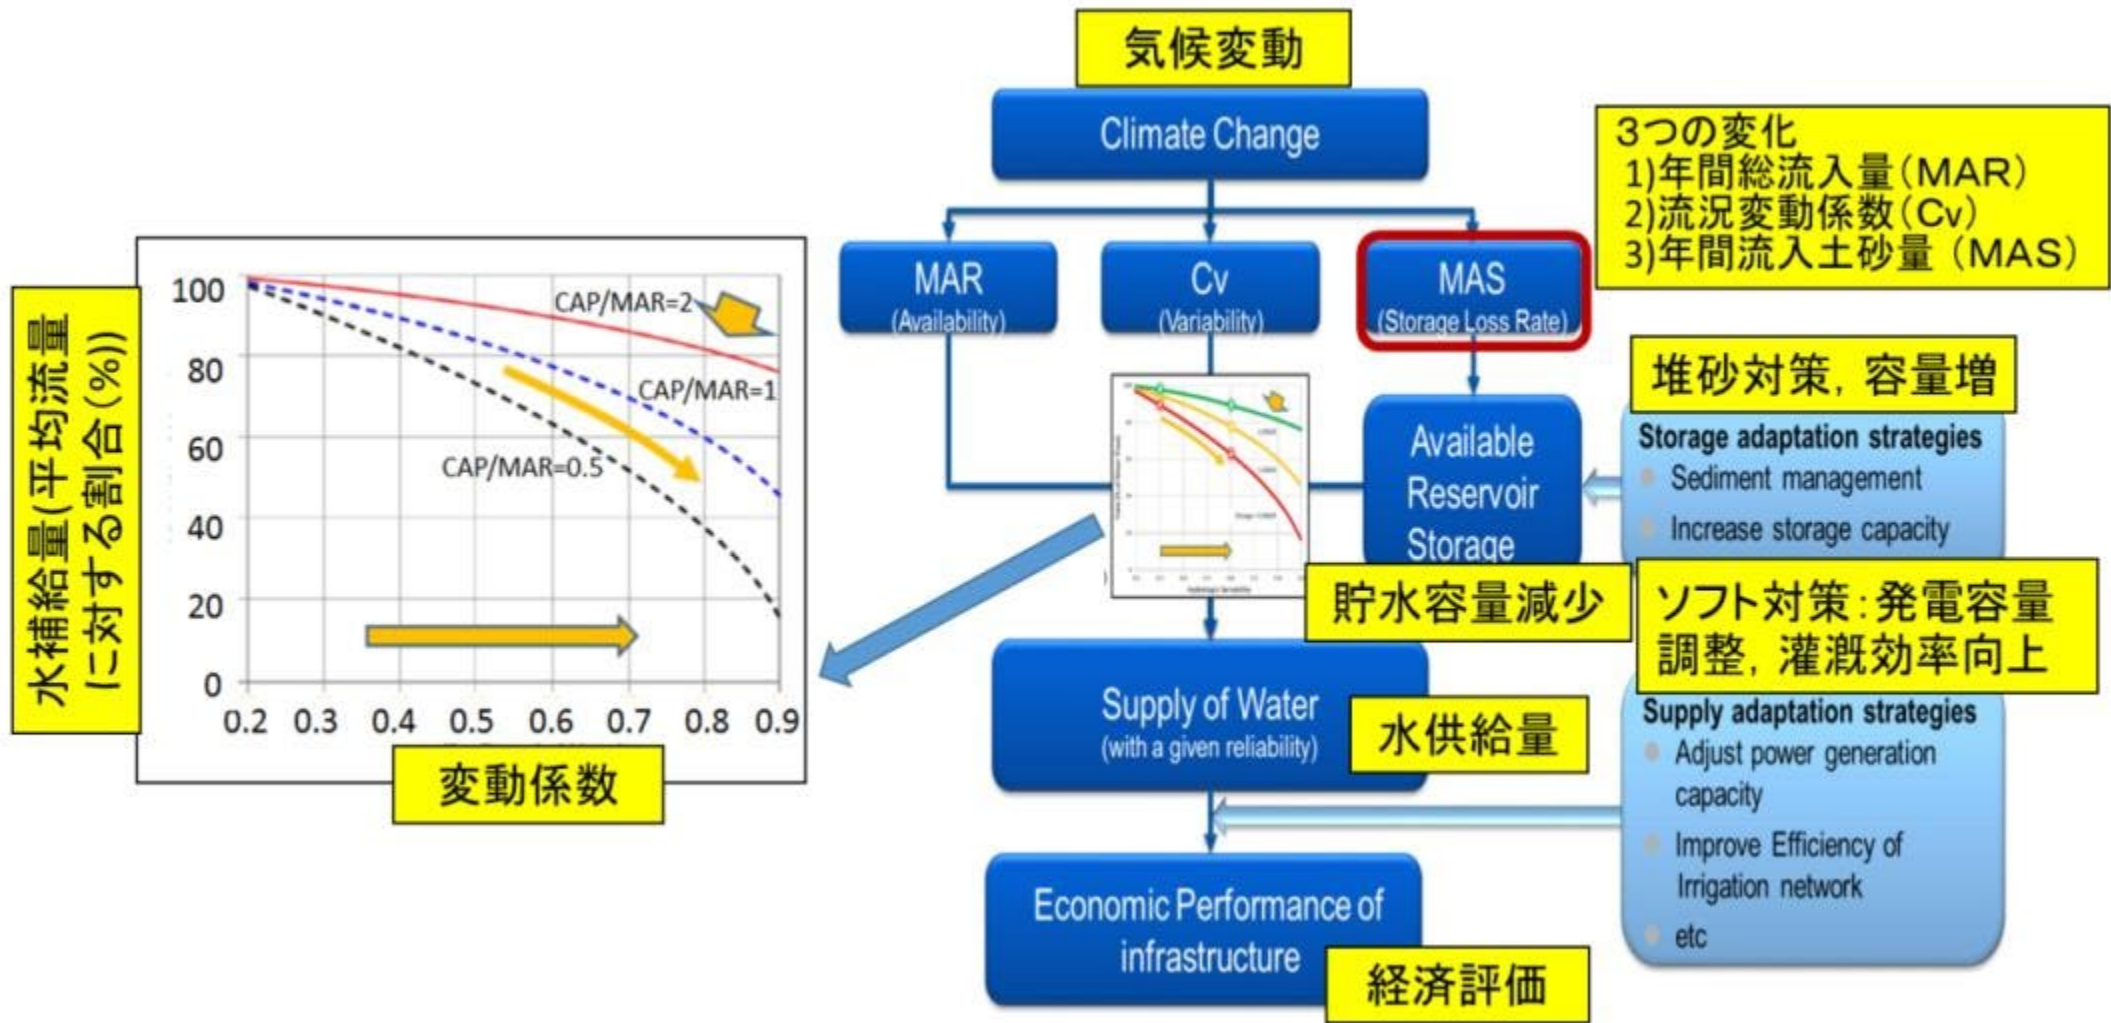 気候変動
Climate Change
3つの変化
1)年間総流入量(MAR)
2)流況変動係数(Cv)
3)年間流入土砂量 (MAS)
MAR
(Availability)
Cv
(Variability)
MAS
(Storage Loss Rate)
水補給量(平均流量
に対する割合(%))
100
80
60
40
20
0
CAP/MAR=2
CAP/MAR=1
CAP/MAR=0.5
0.2 0.3 0.4 0.5 0.6 0.7 0.8 0.9
変動係数
Available
Reservoir
Storage
貯水容量減少
堆砂対策, 容量増
Storage adaptation strategies
Sediment management
Increase storage capacity
ソフト対策:発電容量
調整, 灌漑効率向上
Supply adaptation strategies
Adjust power generation
capacity
Improve Efficiency of
Irrigation network
etc
Supply of Water
(with a given reliability)
水供給量
Economic Performance of
infrastructure
経済評価